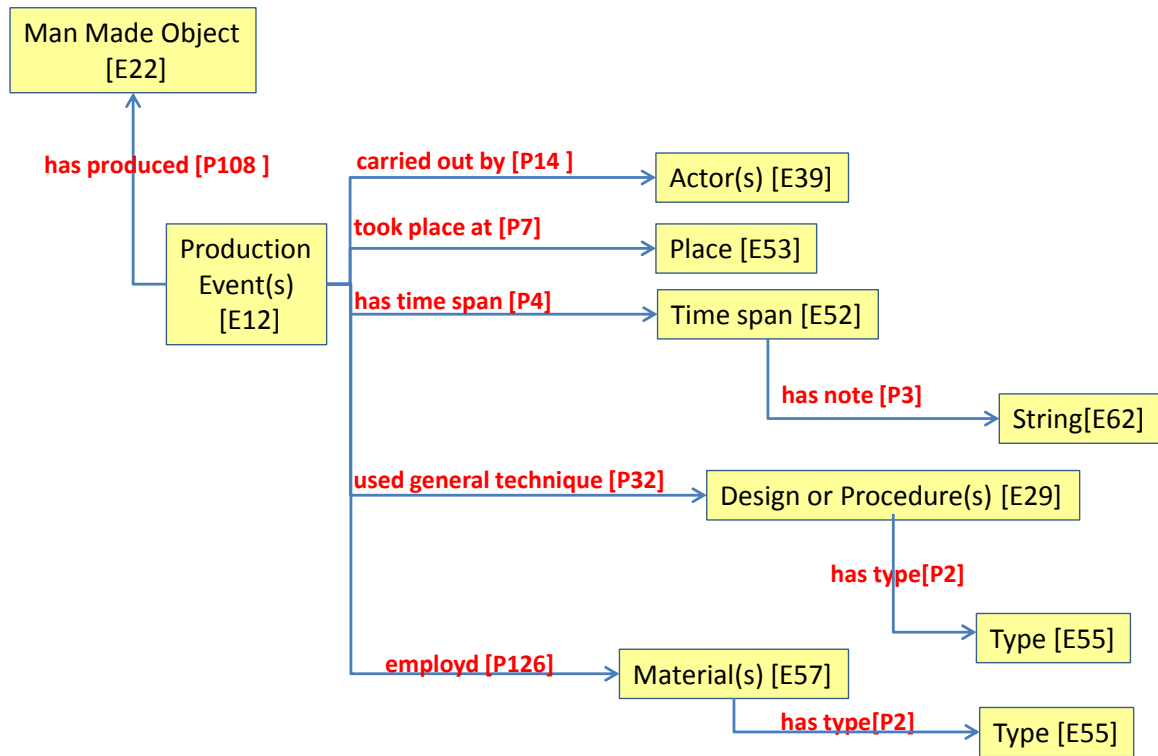 Man Made Object
[E22]
has produced [P108 ]
carried out by [P14 ]
Actor(s) [E39]
took place at [P7]
Place [E53]
Production
Event(s)
[E12]
has time span [P4]
Time span [E52]
has note [P3]
String[E62]
used general technique [P32]
Design or Procedure(s) [E29]
has type[P2]
Type [E55]
employd [P126]
Material(s) [E57]
has type[P2]
Type [E55]